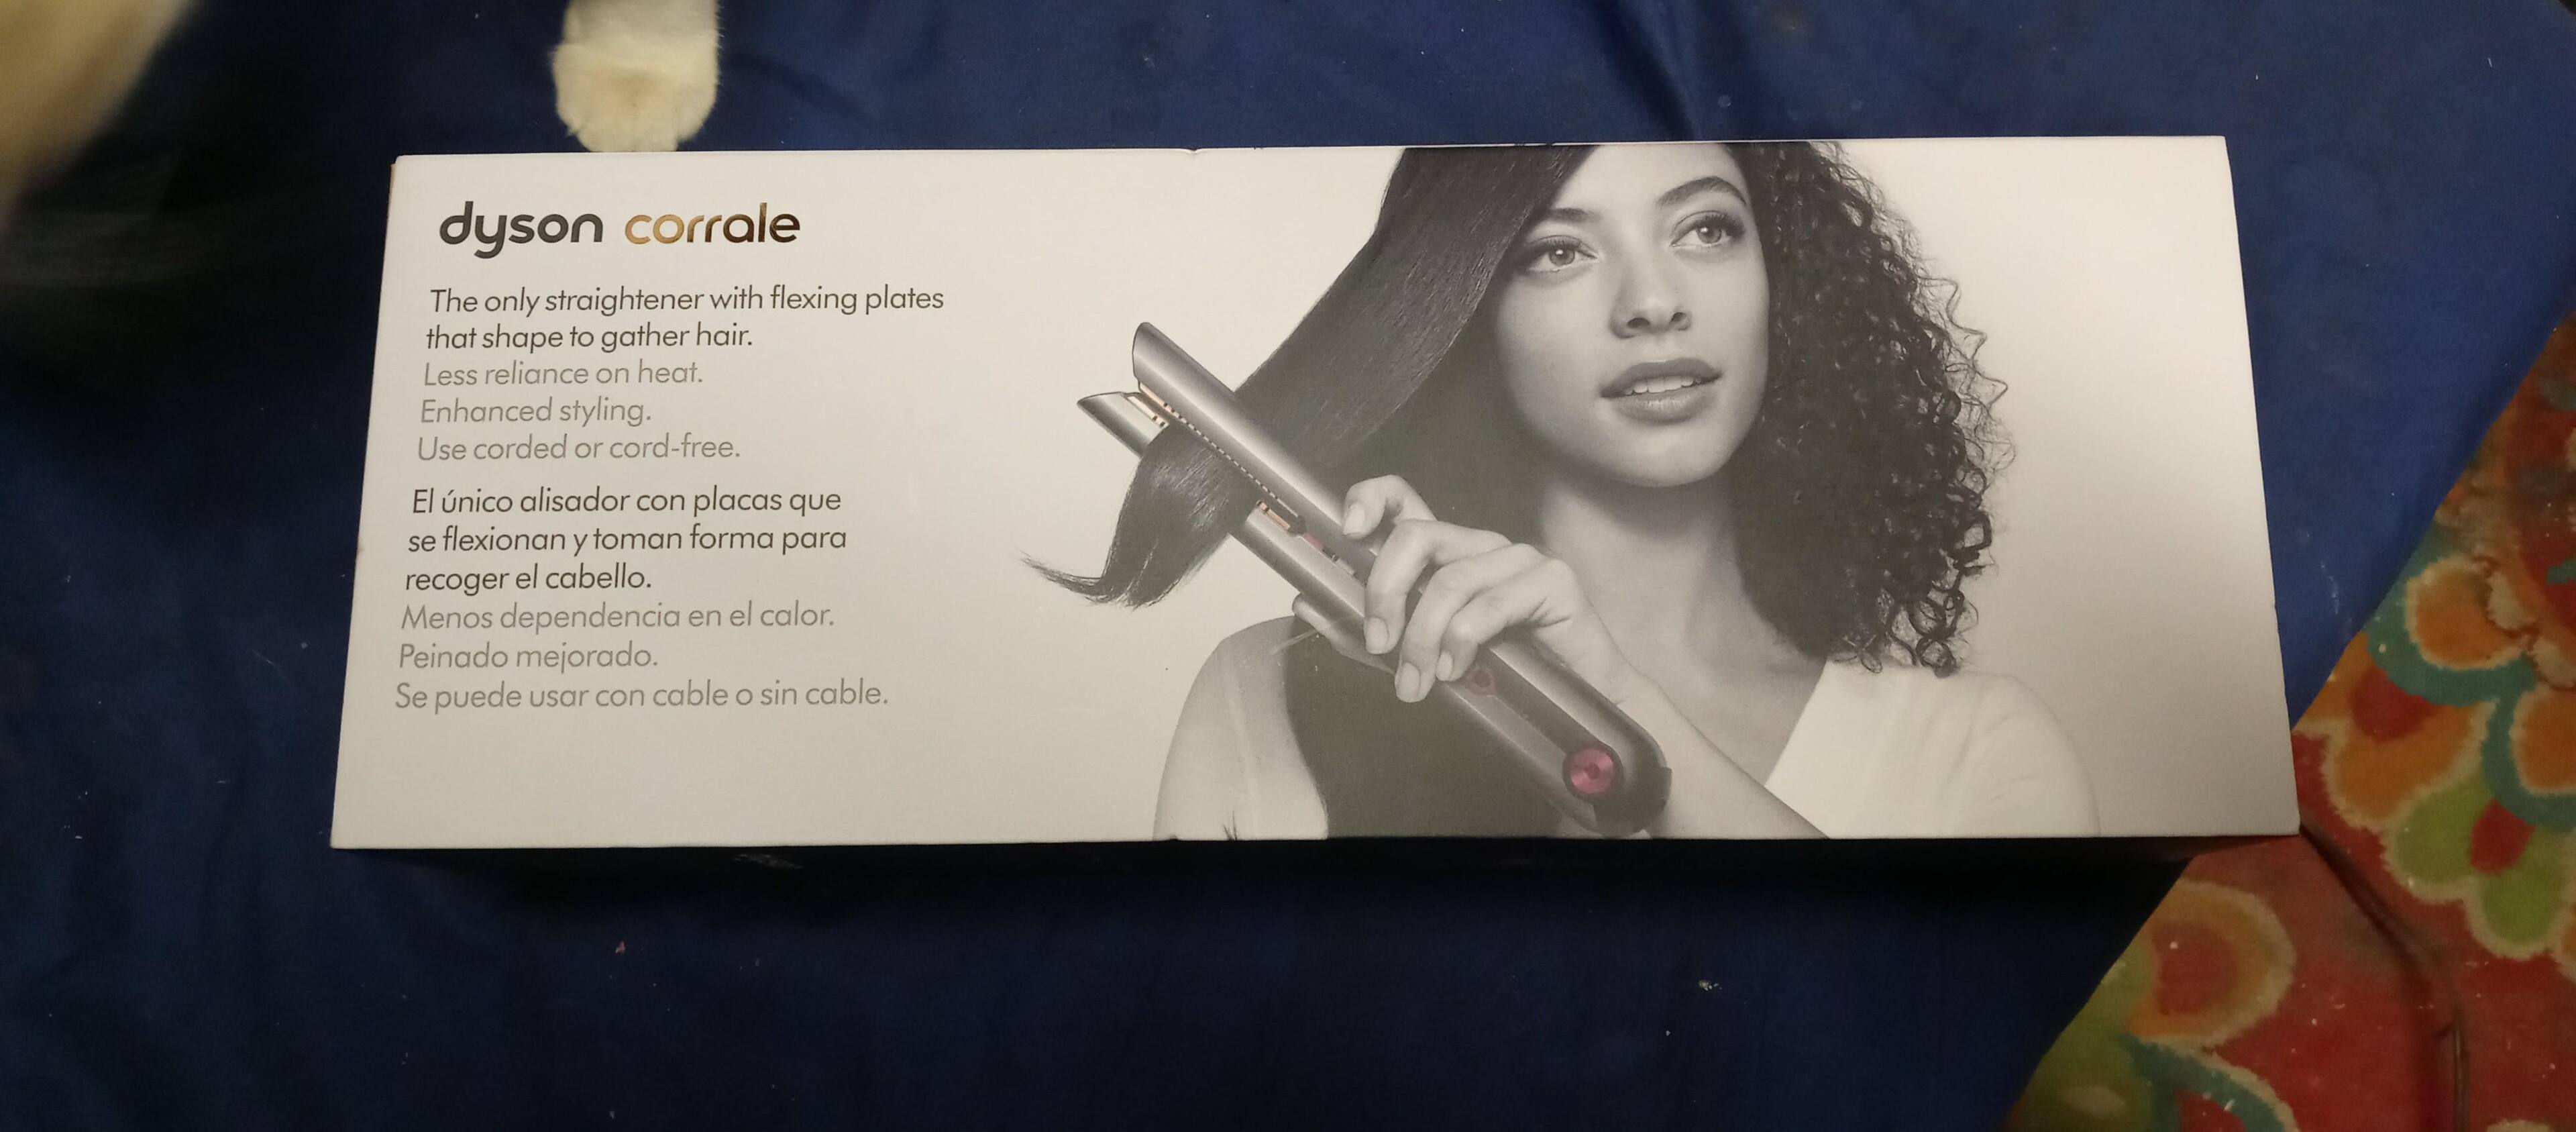 dyson corrale
The only straightener with flexing plates
that shape to gather hair.
Less reliance on heat.
Enhanced styling.
Use corded or cord-free.
El único alisador con placas que
se flexionan y toman forma para
recoger el cabello.
Menos dependencia en el calor.
Peinado mejorado.
Se puede usar con cable o sin cable.